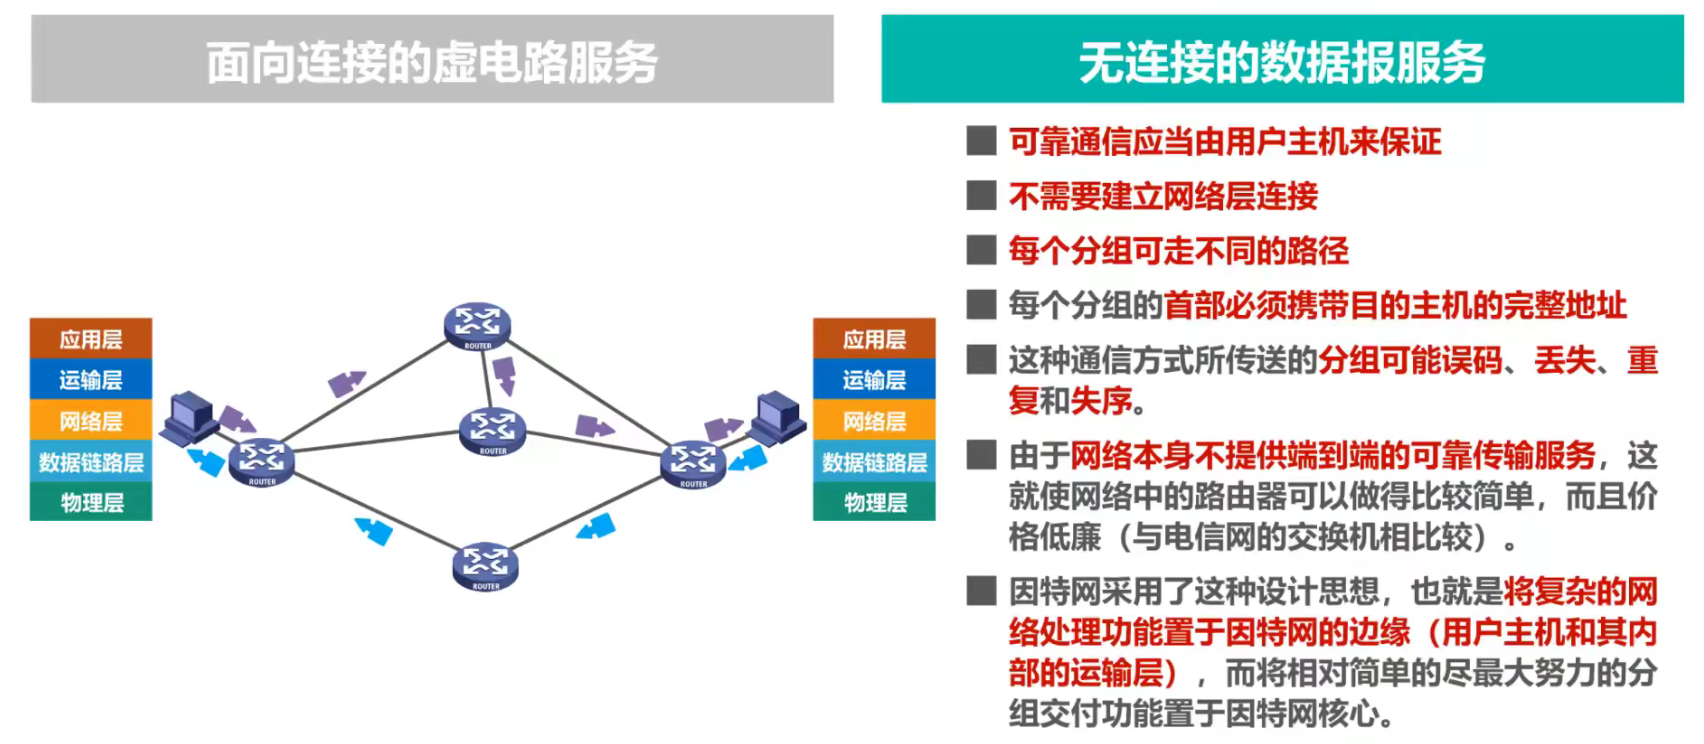 面向连接的虚电路服务
无连接的数据报服务
应用层
运输层
网络层
数据链路层
物理层
ROUTER
ROUTER
ROUTER
ROUTER
ROUTER
应用层
运输层
网络层
数据链路层
物理层
可靠通信应当由用户主机来保证
不需要建立网络层连接
每个分组可走不同的路径
每个分组的首部必须携带目的主机的完整地址
这种通信方式所传送的分组可能误码、丢失、重
复和失序。
由于网络本身不提供端到端的可靠传输服务，这
就使网络中的路由器可以做得比较简单，而且价
格低廉（与电信网的交换机相比较）。
因特网采用了这种设计思想，也就是将复杂的网
络处理功能置于因特网的边缘（用户主机和其内
部的运输层），而将相对简单的尽最大努力的分
组交付功能置于因特网核心。